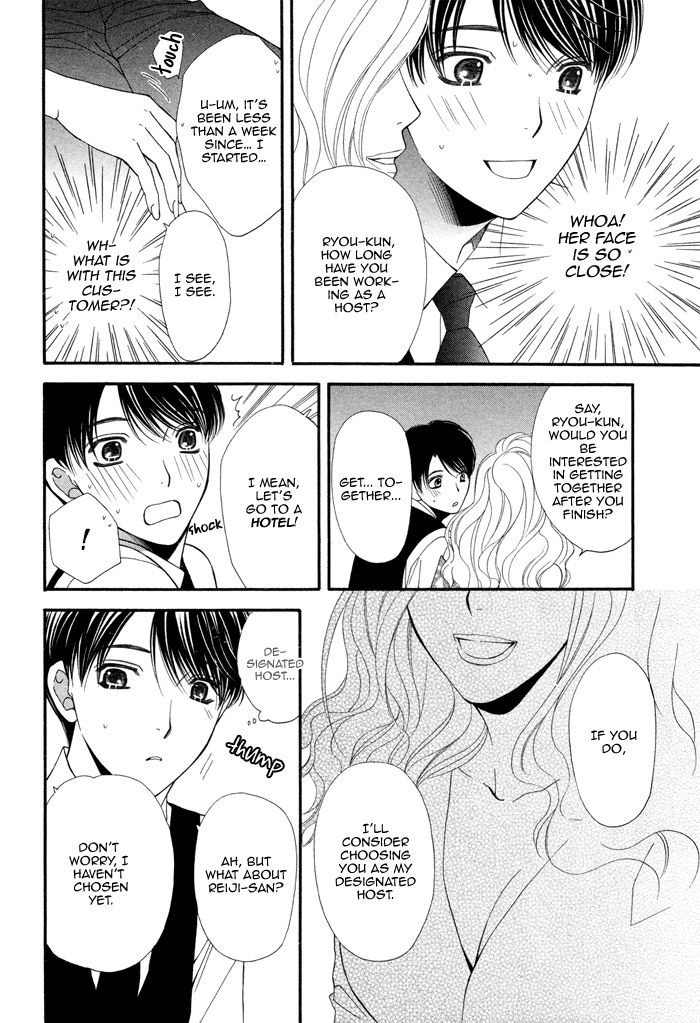 WHOA!
HER FACE
IS SO
CLOSE!
RYOU-KUN,
HOW LONG
HAVE YOU
BEEN WORK-
ING AS A
HOST?
touch
U-UM, IT'S
BEEN LESS
THAN A WEEK
SINCE... I
STARTED...
I SEE,
I SEE.
WH-
WHAT IS
WITH THIS
CUS-
TOMER?!
SAY,
RYOU-KUN,
WOULD YOU
BE
INTERESTED
IN GETTING
TOGETHER
AFTER YOU
FINISH?
GET... TO-
GETHER...
I MEAN,
LET'S
GO TO A
HOTEL!
shock
!
IF YOU
DO,
I'LL
CONSIDER
CHOOSING
YOU AS MY
DESIGNATED
HOST.
DE-
SIGNATED
HOST...
thump
AH, BUT
WHAT ABOUT
REIJI-SAN?
DON'T
WORRY, I
HAVEN'T
CHOSEN
YET.